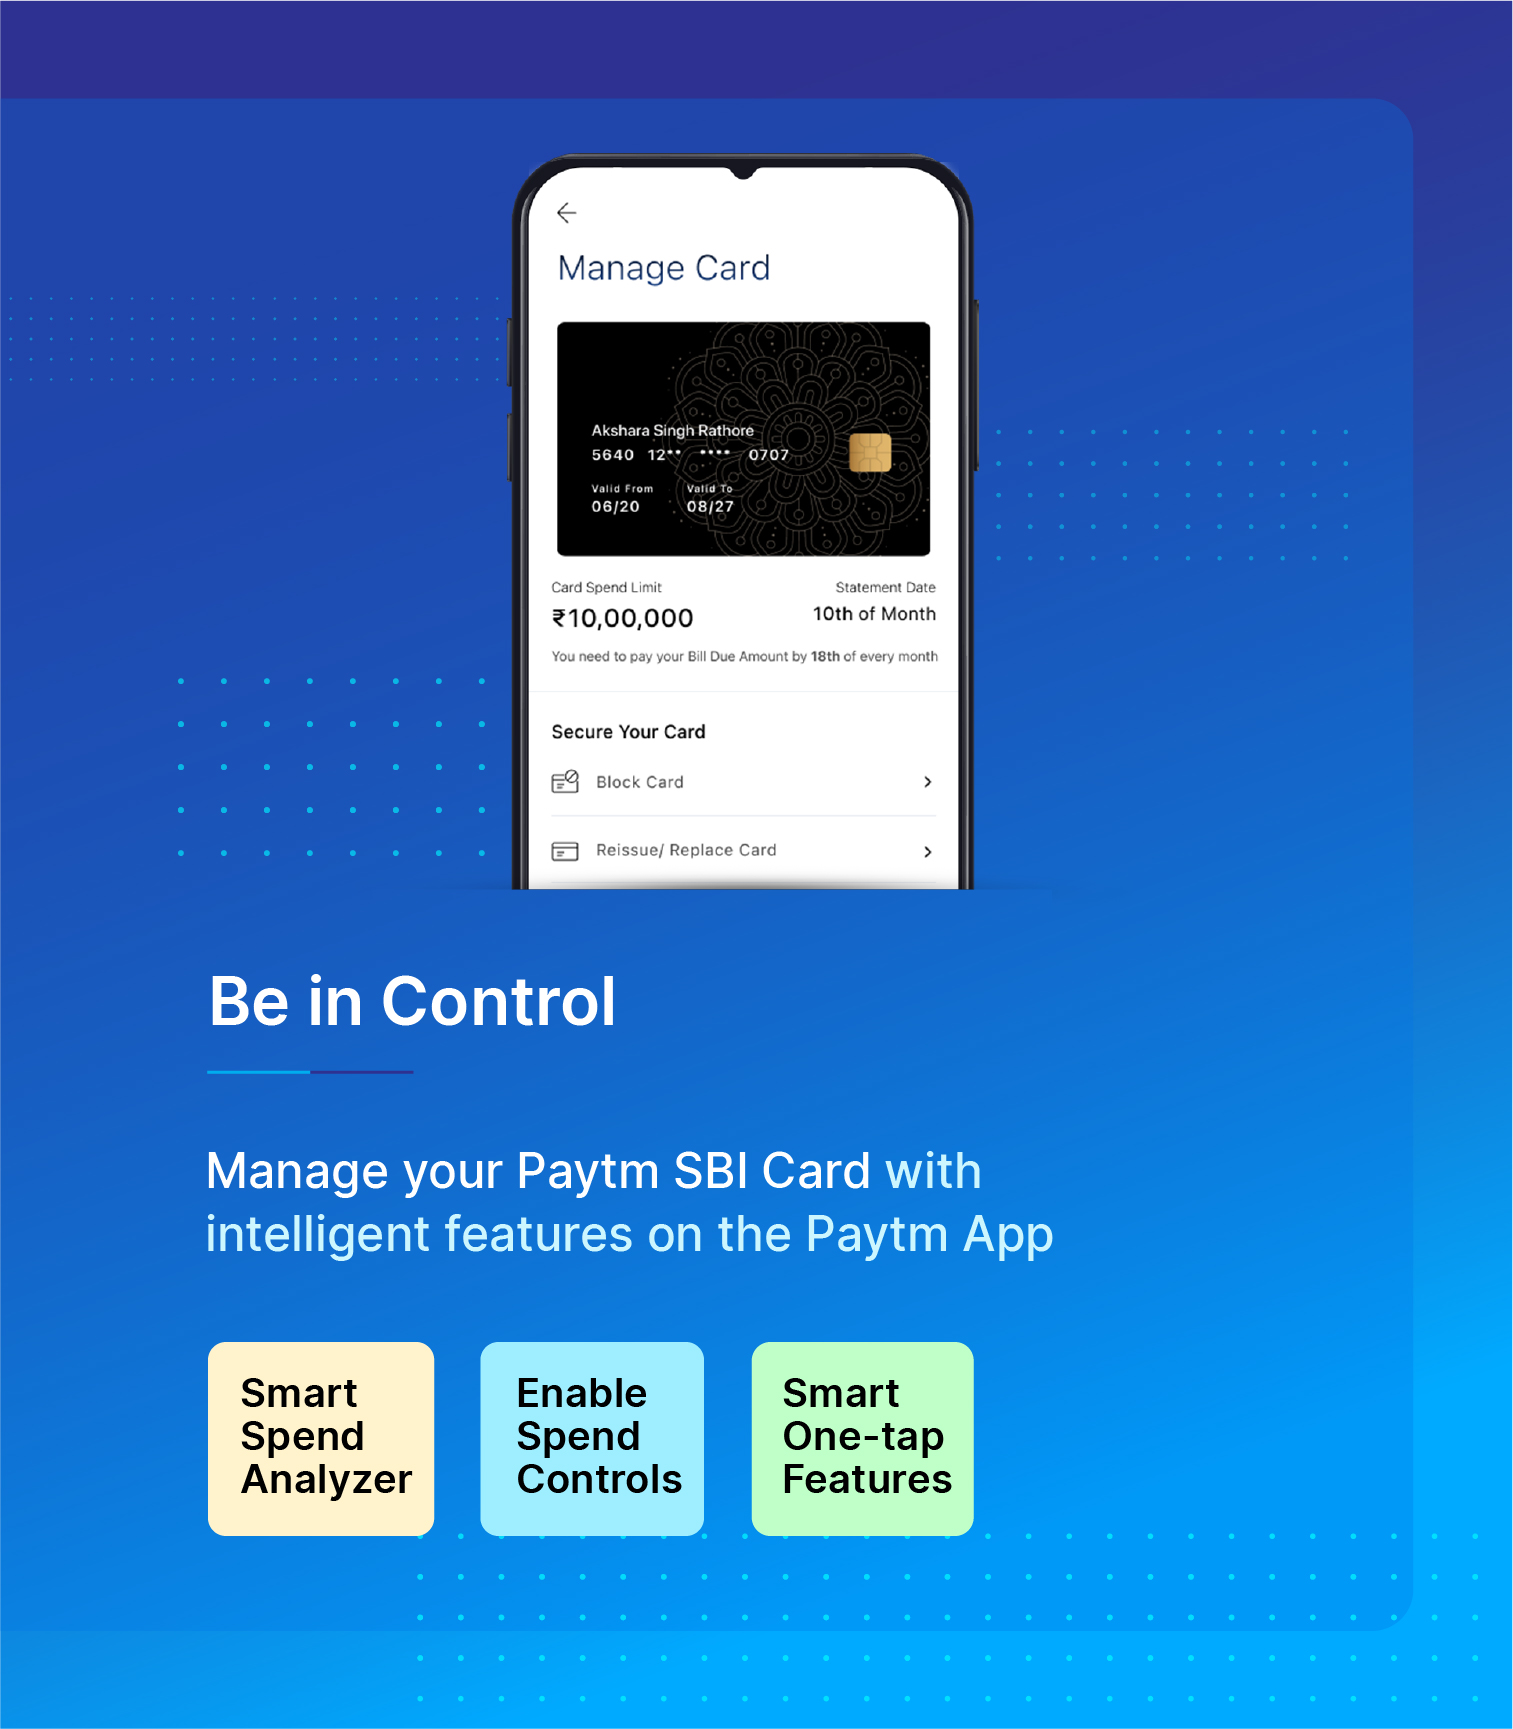 Manage Card
Akshara Singh Rathore
5640 12** **** 0707
Valid From Valid To
06/20 08/27
Card Spend Limit Statement Date
₹10,00,000 10th of Month
You need to pay your Bill Due Amount by 18th of every month
Secure Your Card
Block Card
Reissue/ Replace Card
Be in Control
Manage your Paytm SBI Card with
intelligent features on the Paytm App
Smart
Spend
Analyzer
Enable
Spend
Controls
Smart
One-tap
Features